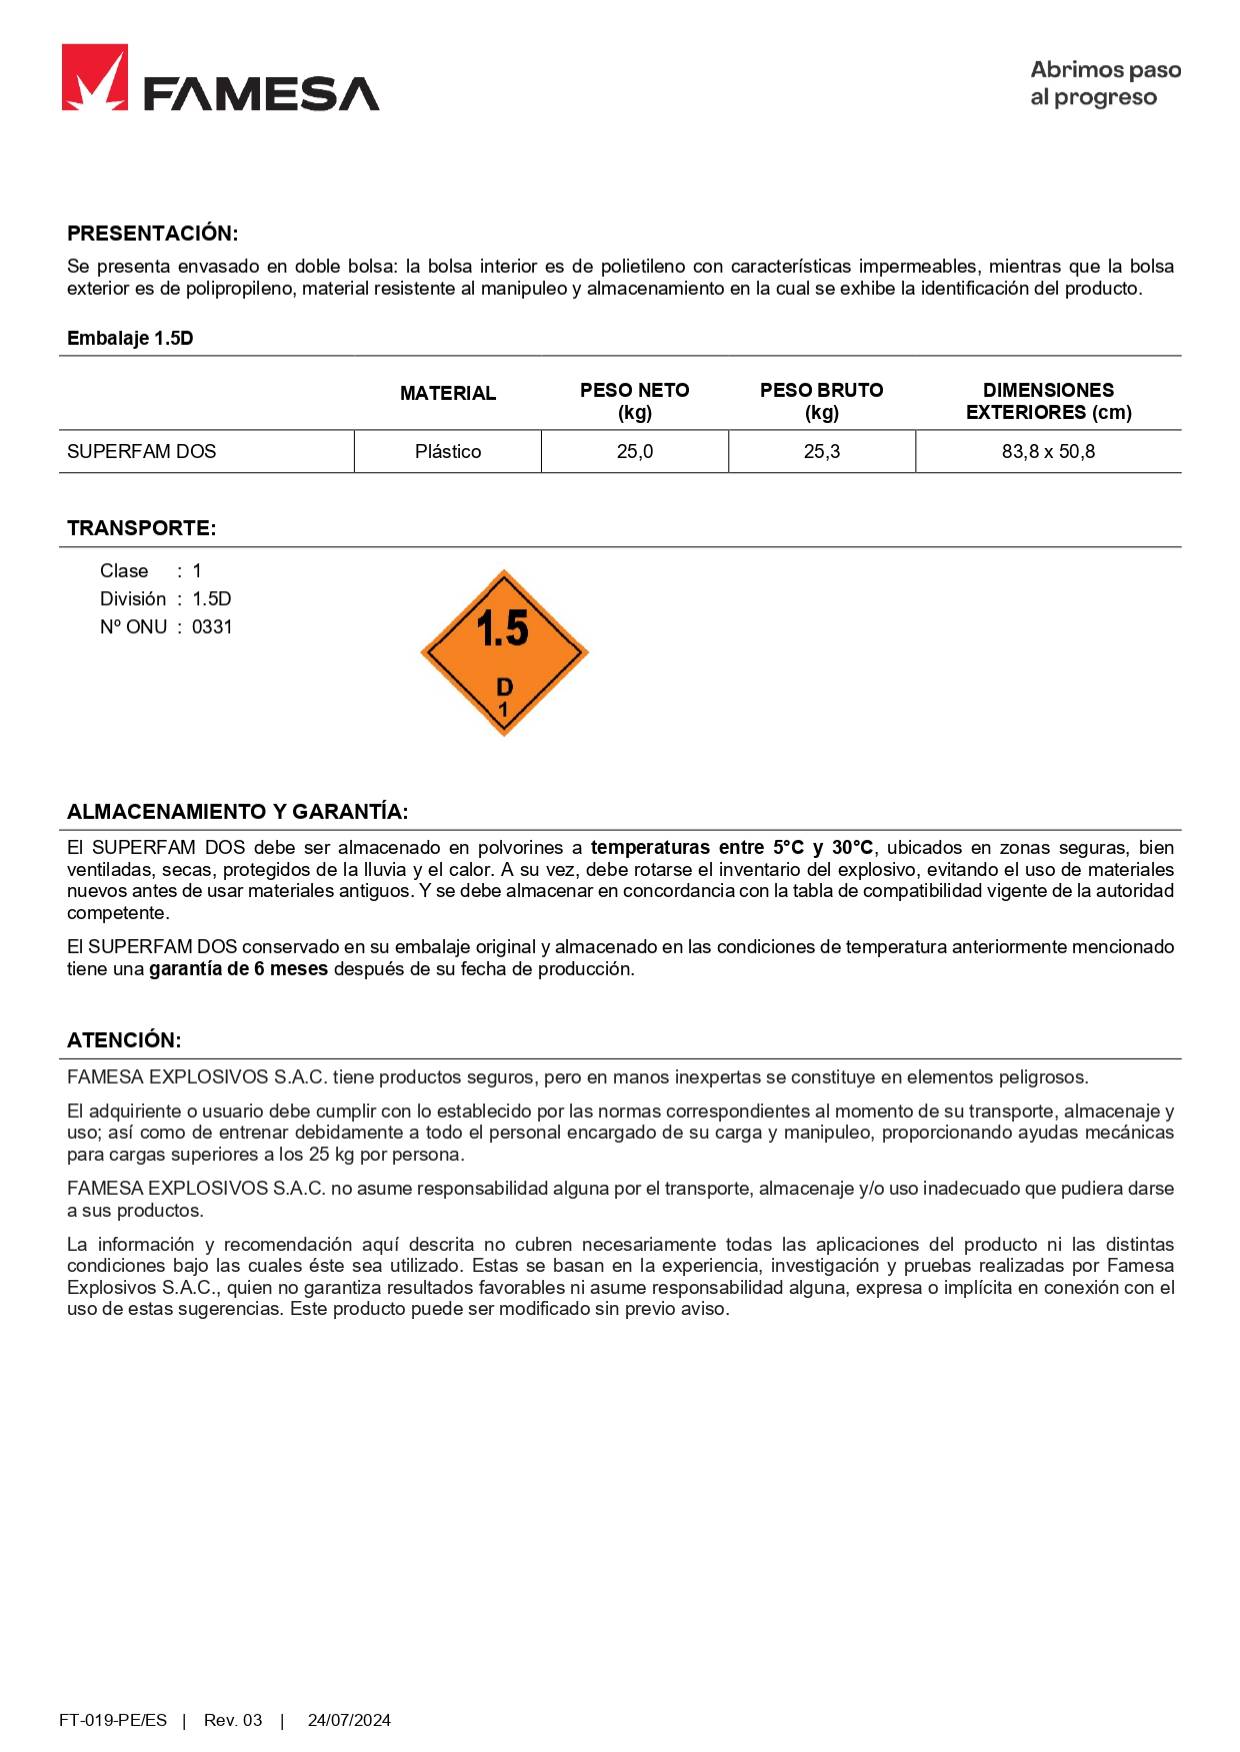 FAMESA
Abrimos paso
al progreso
PRESENTACIÓN:
Se presenta envasado en doble bolsa: la bolsa interior es de polietileno con características impermeables, mientras que la bolsa
exterior es de polipropileno, material resistente al manipuleo y almacenamiento en la cual se exhibe la identificación del producto.
Embalaje 1.5D
MATERIAL PESO NETO (kg) PESO BRUTO (kg) DIMENSIONES EXTERIORES (cm)
SUPERFAM DOS Plástico 25,0 25,3 83,8 x 50,8
TRANSPORTE:
Clase : 1
División : 1.5D
Nº ONU : 0331
1.5
D
1
ALMACENAMIENTO Y GARANTÍA:
El SUPERFAM DOS debe ser almacenado en polvorines a temperaturas entre 5°C y 30°C, ubicados en zonas seguras, bien
ventiladas, secas, protegidos de la lluvia y el calor. A su vez, debe rotarse el inventario del explosivo, evitando el uso de materiales
nuevos antes de usar materiales antiguos. Y se debe almacenar en concordancia con la tabla de compatibilidad vigente de la autoridad
competente.
El SUPERFAM DOS conservado en su embalaje original y almacenado en las condiciones de temperatura anteriormente mencionado
tiene una garantía de 6 meses después de su fecha de producción.
ATENCIÓN:
FAMESA EXPLOSIVOS S.A.C. tiene productos seguros, pero en manos inexpertas se constituye en elementos peligrosos.
El adquiriente o usuario debe cumplir con lo establecido por las normas correspondientes al momento de su transporte, almacenaje y
uso; así como de entrenar debidamente a todo el personal encargado de su carga y manipuleo, proporcionando ayudas mecánicas
para cargas superiores a los 25 kg por persona.
FAMESA EXPLOSIVOS S.A.C. no asume responsabilidad alguna por el transporte, almacenaje y/o uso inadecuado que pudiera darse
a sus productos.
La información y recomendación aquí descrita no cubren necesariamente todas las aplicaciones del producto ni las distintas
condiciones bajo las cuales éste sea utilizado. Estas se basan en la experiencia, investigación y pruebas realizadas por Famesa
Explosivos S.A.C., quien no garantiza resultados favorables ni asume responsabilidad alguna, expresa o implícita en conexión con el
uso de estas sugerencias. Este producto puede ser modificado sin previo aviso.
FT-019-PE/ES | Rev. 03 | 24/07/2024